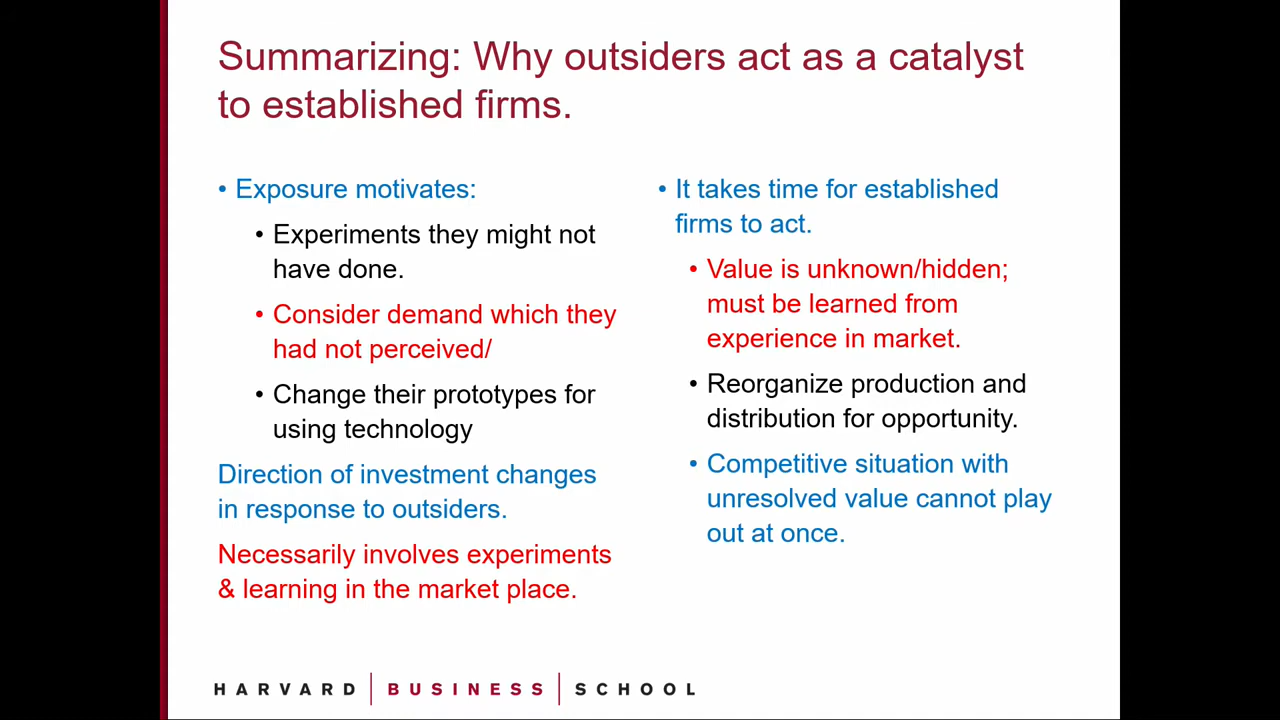 Summarizing: Why outsiders act as a catalyst
to established firms.
• Exposure motivates:
• Experiments they might not
have done.
• Consider demand which they
had not perceived/
• Change their prototypes for
using technology
Direction of investment changes
in response to outsiders.
Necessarily involves experiments
& learning in the market place.
• It takes time for established
firms to act.
• Value is unknown/hidden;
must be learned from
experience in market.
• Reorganize production and
distribution for opportunity.
• Competitive situation with
unresolved value cannot play
out at once.
HARVARD | BUSINESS | SCHOOL